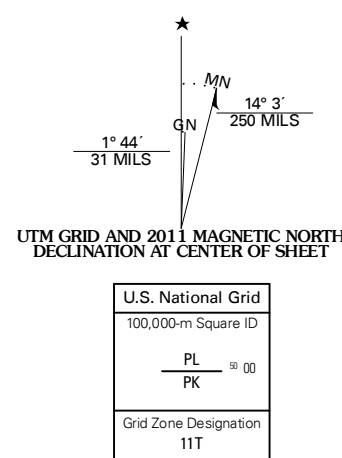 MN
GN
14° 3´
250 MILS
1° 44´
31 MILS
UTM GRID AND 2011 MAGNETIC NORTH
DECLINATION AT CENTER OF SHEET
U.S. National Grid
100,000-m Square ID
PL
50 00
PK
Grid Zone Designation
11T